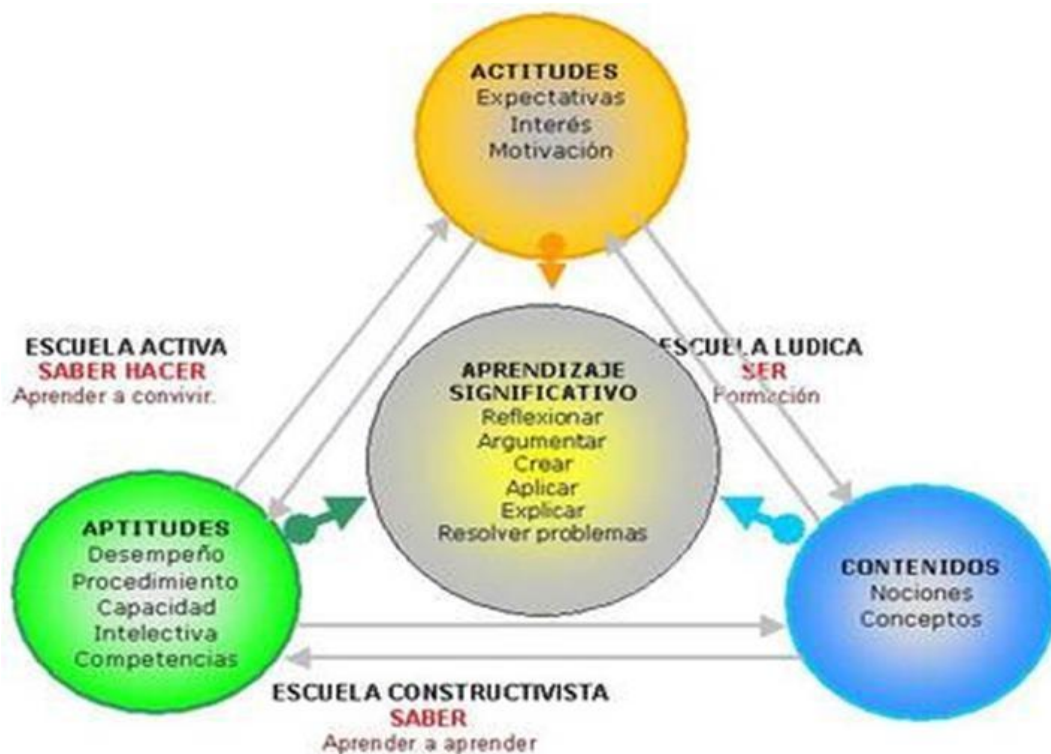 ACTITUDES
Expectativas
Interés
Motivación
ESCUELA ACTIVA
SABER HACER
Aprender a convivir.
APRENDIZAJE
SIGNIFICATIVO
Reflexionar
Argumentar
Crear
Aplicar
Explicar
Resolver problemas
ESCUELA LUDICA
SER
Formación
APTITUDES
Desempeño
Procedimiento
Capacidad
Intelectiva
Competencias
CONTENIDOS
Nociones
Conceptos
ESCUELA CONSTRUCTIVISTA
SABER
Aprender a aprender